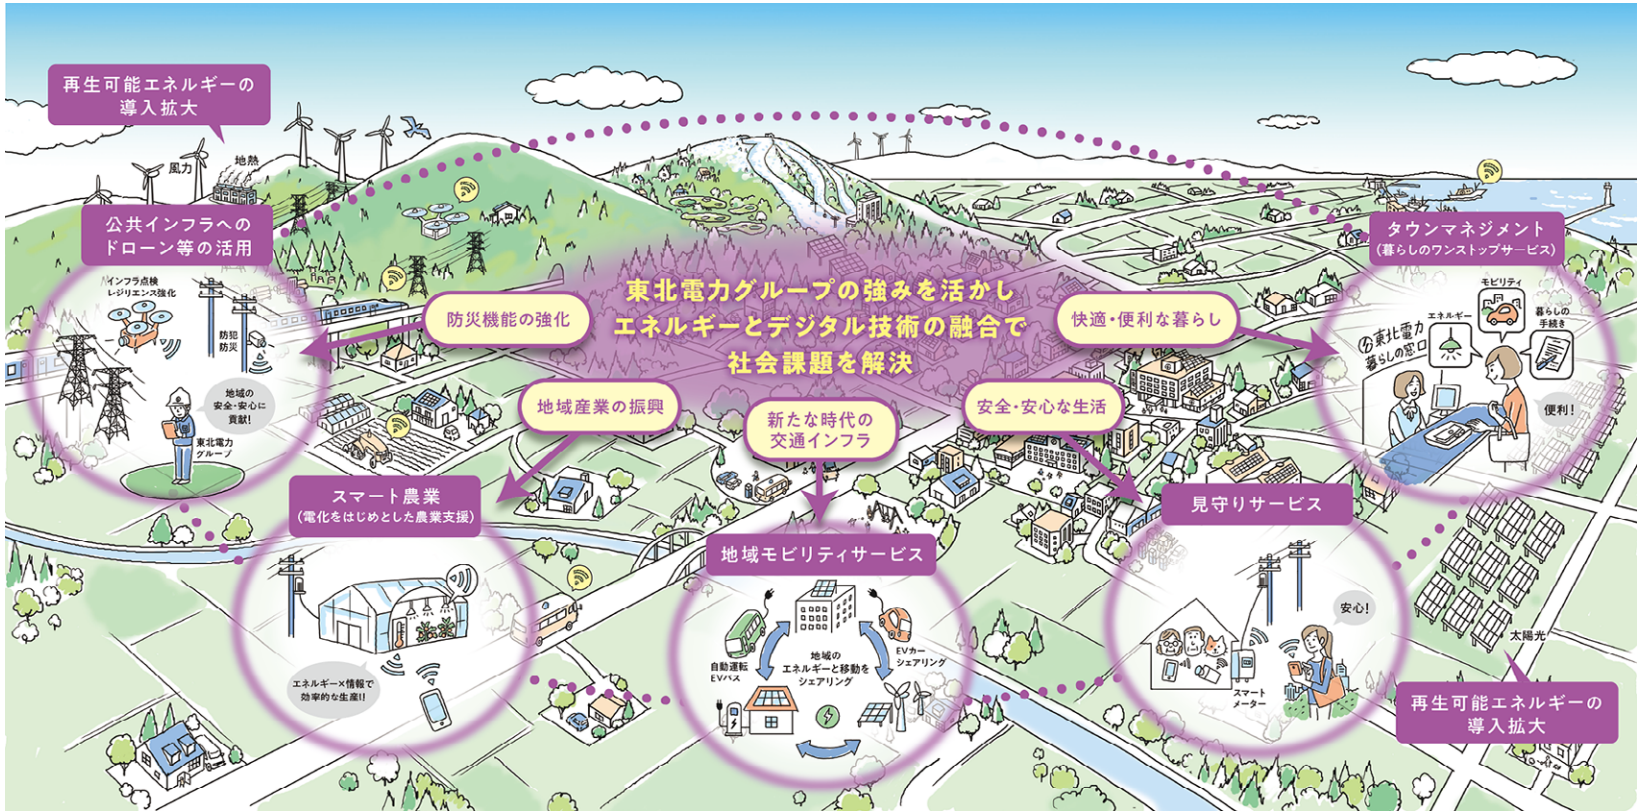 再生可能エネルギーの
導入拡大
風力
地熱
公共インフラへの
ドローン等の活用
インフラ点検
レジリエンス強化
防犯
防災
地域の
安全・安心に
貢献!
東北電力
グループ
防災機能の強化
東北電力グループの強みを活かし
エネルギーとデジタル技術の融合で
社会課題を解決
快適・便利な暮らし
地域産業の振興
新たな時代の
交通インフラ
安全・安心な生活
タウンマネジメント
(暮らしのワンストップサービス)
モビリティ
エネルギー
暮らしの
手続き
東北電力
暮らしの窓口
便利!
スマート農業
(電化をはじめとした農業支援)
エネルギー×情報で
効率的な生産!!
地域モビリティサービス
自動運転
EVバス
地域の
エネルギーと移動を
シェアリング
EVカー
シェアリング
見守りサービス
安心!
スマート
メーター
太陽光
再生可能エネルギーの
導入拡大